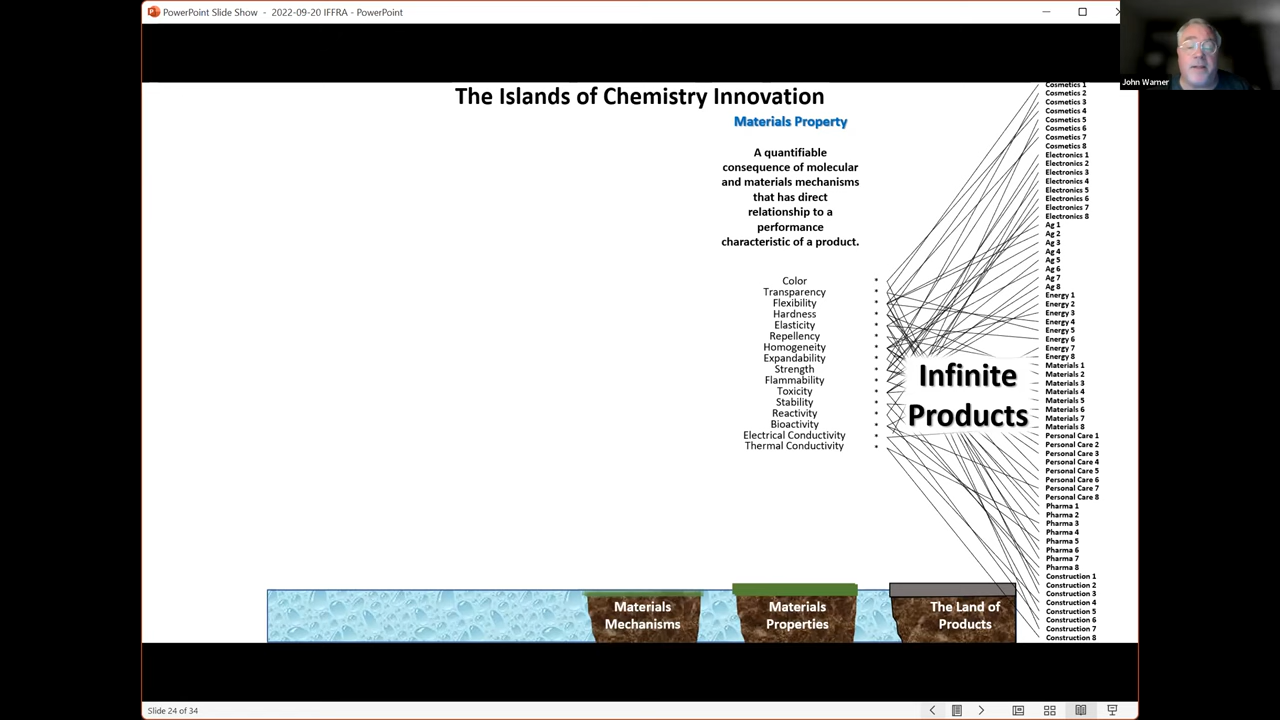 PowerPoint Slide Show - 2022-09-20 IFFRA - PowerPoint
John Warner
The Islands of Chemistry Innovation
Materials Property
A quantifiable
consequence of molecular
and materials mechanisms
that has direct
relationship to a
performance
characteristic of a product.
Color
Transparency
Flexibility
Hardness
Elasticity
Repellency
Homogeneity
Expandability
Strength
Flammability
Toxicity
Stability
Reactivity
Bioactivity
Electrical Conductivity
Thermal Conductivity
Infinite
Products
Cosmetics 1
Cosmetics 2
Cosmetics 3
Cosmetics 4
Cosmetics 5
Cosmetics 6
Cosmetics 7
Cosmetics 8
Electronics 1
Electronics 2
Electronics 3
Electronics 4
Electronics 5
Electronics 6
Electronics 7
Electronics 8
Ag 1
Ag 2
Ag 3
Ag 4
Ag 5
Ag 6
Ag 7
Ag 8
Energy 1
Energy 2
Energy 3
Energy 4
Energy 5
Energy 6
Energy 7
Energy 8
Materials 1
Materials 2
Materials 3
Materials 4
Materials 5
Materials 6
Materials 7
Materials 8
Personal Care 1
Personal Care 2
Personal Care 3
Personal Care 4
Personal Care 5
Personal Care 6
Personal Care 7
Personal Care 8
Pharma 1
Pharma 2
Pharma 3
Pharma 4
Pharma 5
Pharma 6
Pharma 7
Pharma 8
Construction 1
Construction 2
Construction 3
Construction 4
Construction 5
Construction 6
Construction 7
Construction 8
Materials
Mechanisms
Materials
Properties
The Land of
Products
Slide 24 of 34